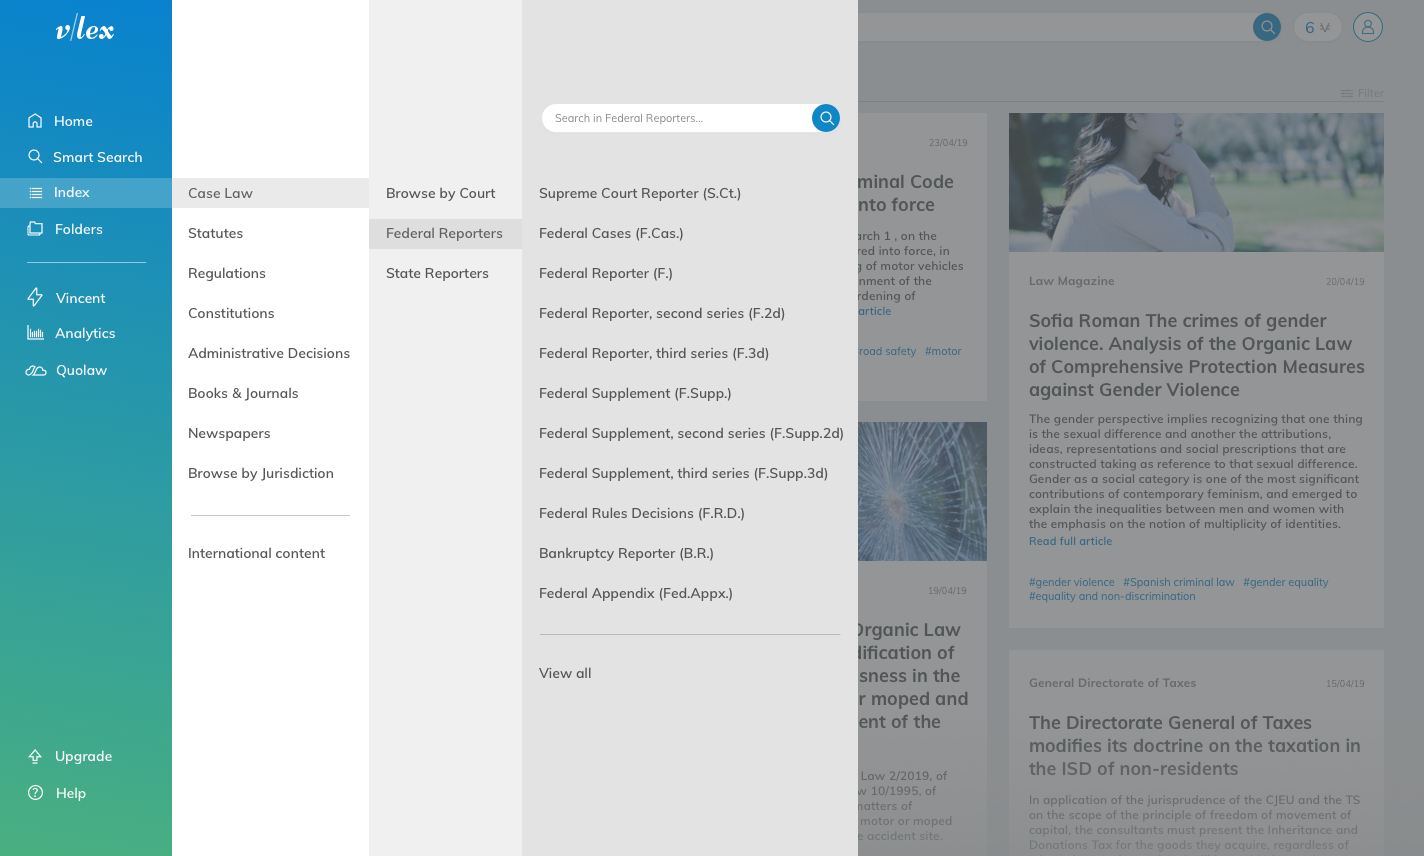 v/lex
Home
Smart Search
Index
Folders
Vincent
Analytics
Quolaw
Upgrade
Help
Case Law
Statutes
Regulations
Constitutions
Administrative Decisions
Books & Journals
Newspapers
Browse by Jurisdiction
International content
Browse by Court
Federal Reporters
State Reporters
Search in Federal Reporters...
Supreme Court Reporter (S.Ct.)
Federal Cases (F.Cas.)
Federal Reporter (F.)
Federal Reporter, second series (F.2d)
Federal Reporter, third series (F.3d)
Federal Supplement (F.Supp.)
Federal Supplement, second series (F.Supp.2d)
Federal Supplement, third series (F.Supp.3d)
Federal Rules Decisions (F.R.D.)
Bankruptcy Reporter (B.R.)
Federal Appendix (Fed.Appx.)
View all
6
Filter
23/04/19
minal Code
nto force
arch 1 , on the
red into force, in
g of motor vehicles
nment of the
rdening of
article
road safety #motor
19/04/19
Organic Law
dification of
sness in the
r moped and
ent of the
Law 2/2019, of
w 10/1995, of
matters of
motor or moped
e accident site.
Law Magazine
20/04/19
Sofia Roman The crimes of gender
violence. Analysis of the Organic Law
of Comprehensive Protection Measures
against Gender Violence
The gender perspective implies recognizing that one thing
is the sexual difference and another the attributions,
ideas, representations and social prescriptions that are
constructed taking as reference to that sexual difference.
Gender as a social category is one of the most significant
contributions of contemporary feminism, and emerged to
explain the inequalities between men and women with
the emphasis on the notion of multiplicity of identities.
Read full article
#gender violence #Spanish criminal law #gender equality
#equality and non-discrimination
General Directorate of Taxes
15/04/19
The Directorate General of Taxes
modifies its doctrine on the taxation in
the ISD of non-residents
In application of the jurisprudence of the CJEU and the TS
on the scope of the principle of freedom of movement of
capital, the consultants must present the Inheritance and
Donations Tax for the goods they acquire, regardless of